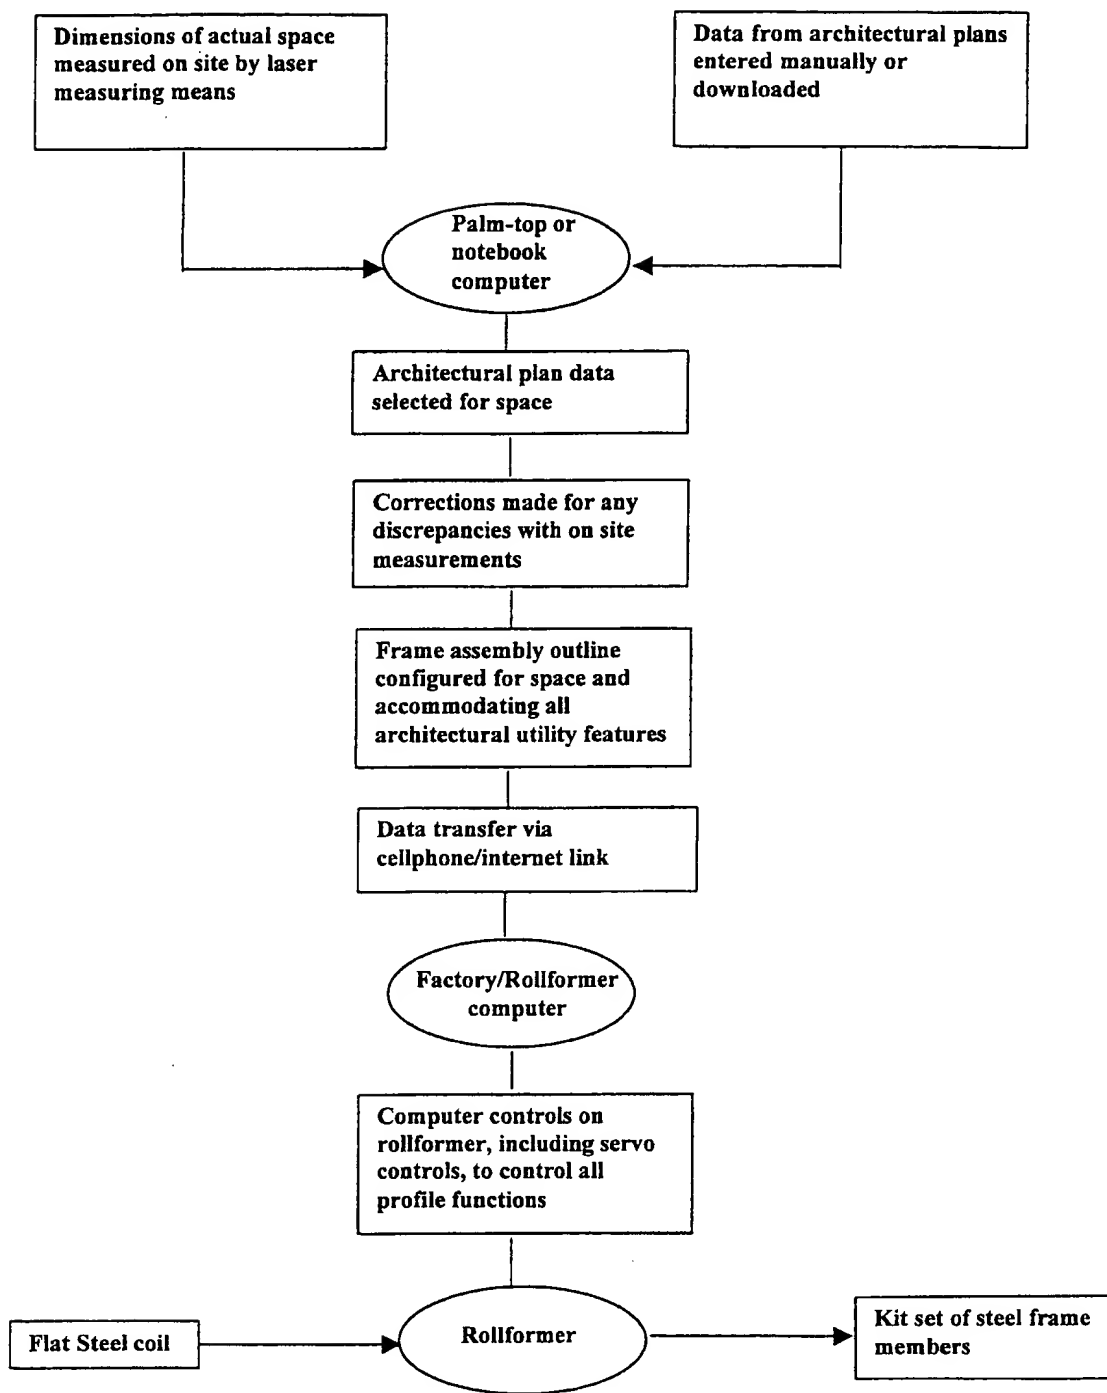 Dimensions of actual space
measured on site by laser
measuring means
Data from architectural plans
entered manually or
downloaded
Palm-top or
notebook
computer
Architectural plan data
selected for space
Corrections made for any
discrepancies with on site
measurements
Frame assembly outline
configured for space and
accommodating all
architectural utility features
Data transfer via
cellphone/internet link
Factory/Rollformer
computer
Computer controls on
rollformer, including servo
controls, to control all
profile functions
Flat Steel coil
Rollformer
Kit set of steel frame
members